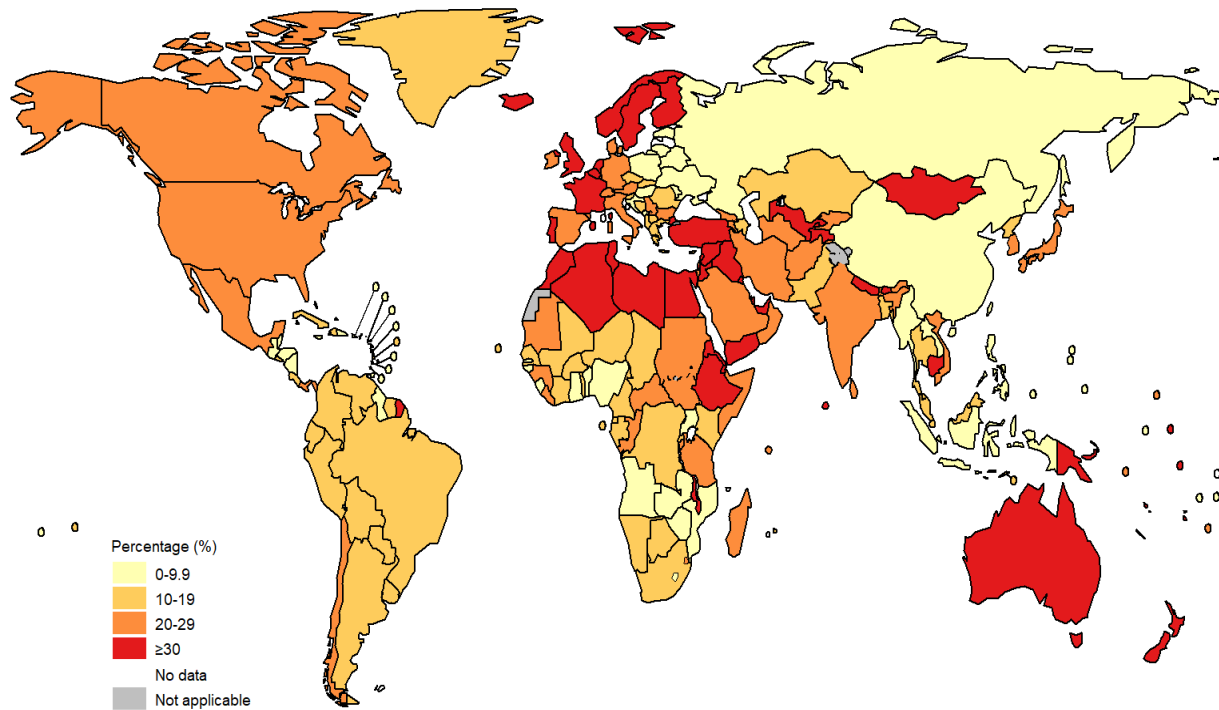 Percentage (%)
0-9.9
10-19
20-29
≥30
No data
Not applicable